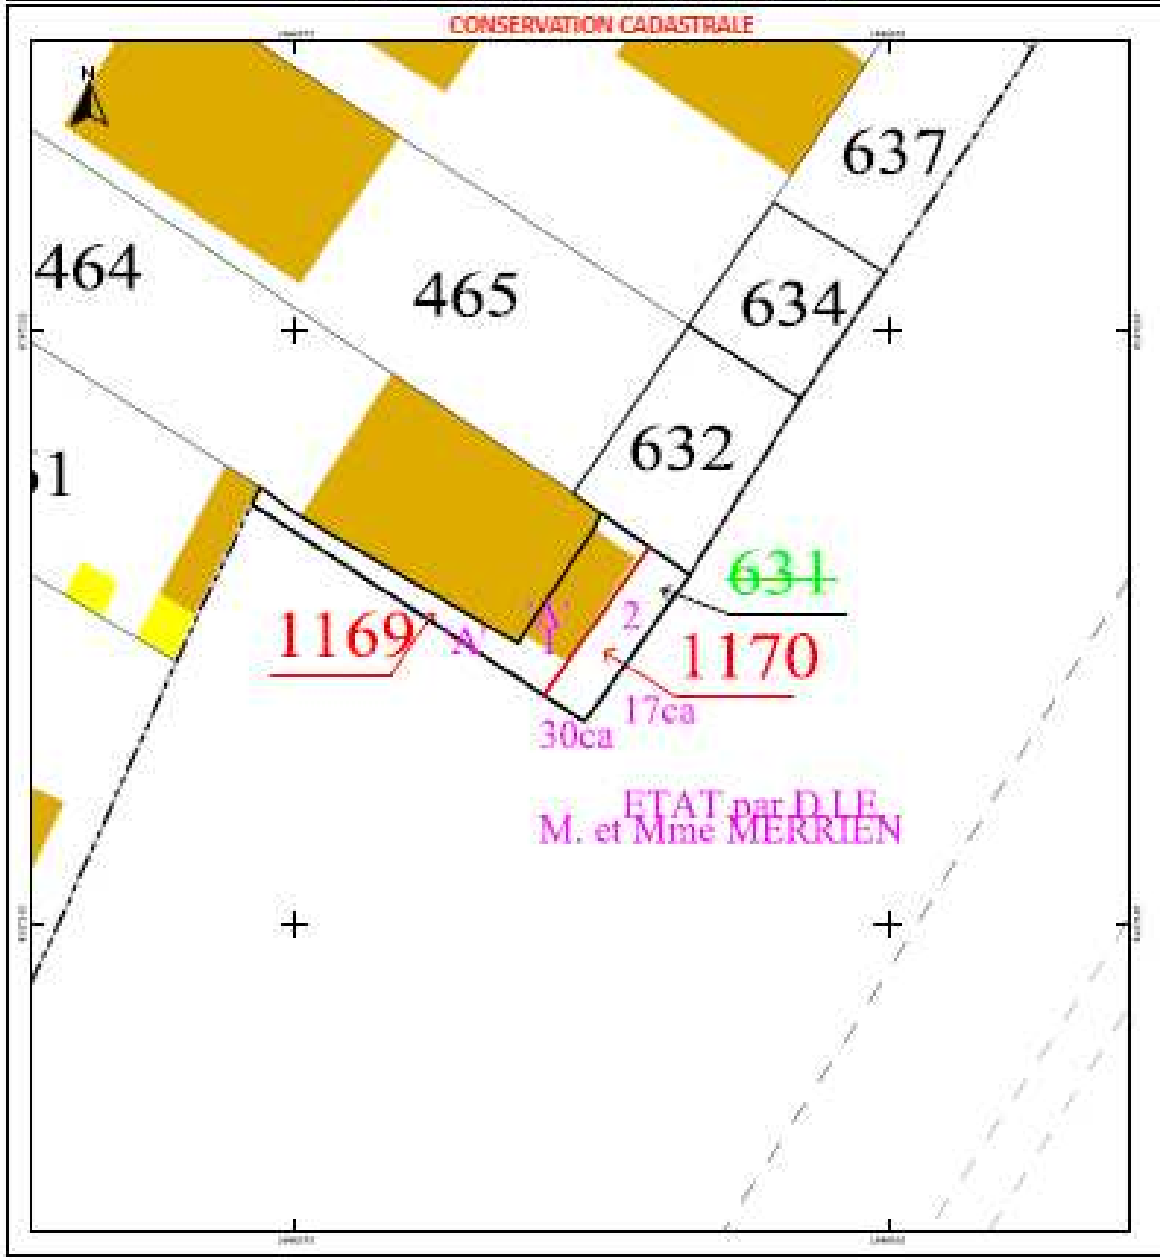 CONSERVATION CADASTRALE
N
637
464
465
634
632
51
631
1169
A'
'A'
1
2
1170
17ca
30ca
ETAT par D.I.E
M. et Mme MERRIEN